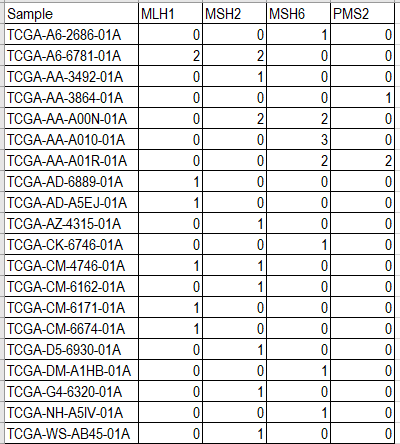 Sample MLH1 MSH2 MSH6 PMS2
TCGA-A6-2686-01A 0 0 1 0
TCGA-A6-6781-01A 2 2 0 0
TCGA-AA-3492-01A 0 1 0 0
TCGA-AA-3864-01A 0 0 0 1
TCGA-AA-A00N-01A 0 2 2 0
TCGA-AA-A010-01A 0 0 3 0
TCGA-AA-A01R-01A 0 0 2 2
TCGA-AD-6889-01A 1 0 0 0
TCGA-AD-A5EJ-01A 1 0 0 0
TCGA-AZ-4315-01A 0 1 0 0
TCGA-CK-6746-01A 0 0 1 0
TCGA-CM-4746-01A 1 1 0 0
TCGA-CM-6162-01A 0 1 0 0
TCGA-CM-6171-01A 1 0 0 0
TCGA-CM-6674-01A 1 0 0 0
TCGA-D5-6930-01A 0 1 0 0
TCGA-DM-A1HB-01A 0 0 1 0
TCGA-G4-6320-01A 0 1 0 0
TCGA-NH-A5IV-01A 0 0 1 0
TCGA-WS-AB45-01A 0 1 0 0